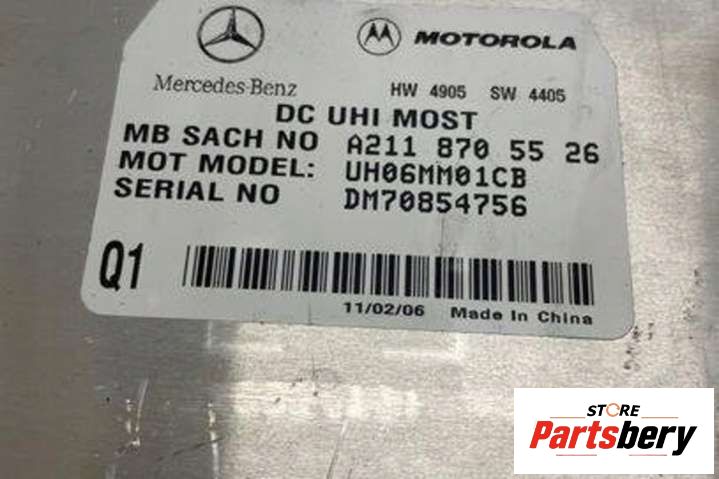 MOTOROLA
Mercedes-Benz
HW 4905 SW 4405
DC UHI MOST
MB SACH NO A211 870 55 26
MOT MODEL: UH06MM01CB
SERIAL NO DM70854756
Q1
11/02/06 Made In China
STORE
Partsbery